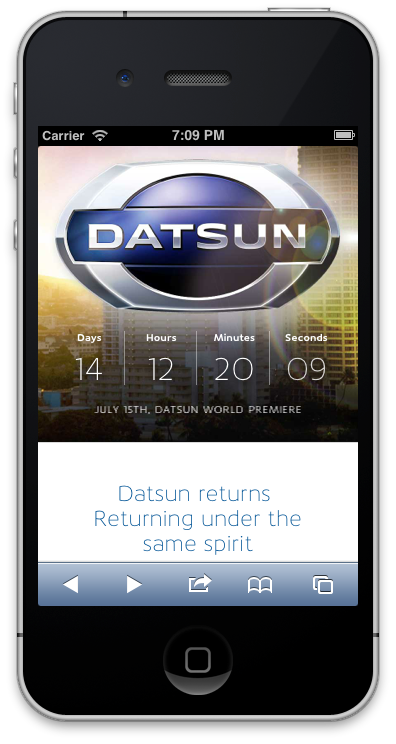 Carrier 7:09 PM
DATSUN
Days Hours Minutes Seconds
14 12 20 09
JULY 15TH, DATSUN WORLD PREMIERE
Datsun returns
Returning under the
same spirit